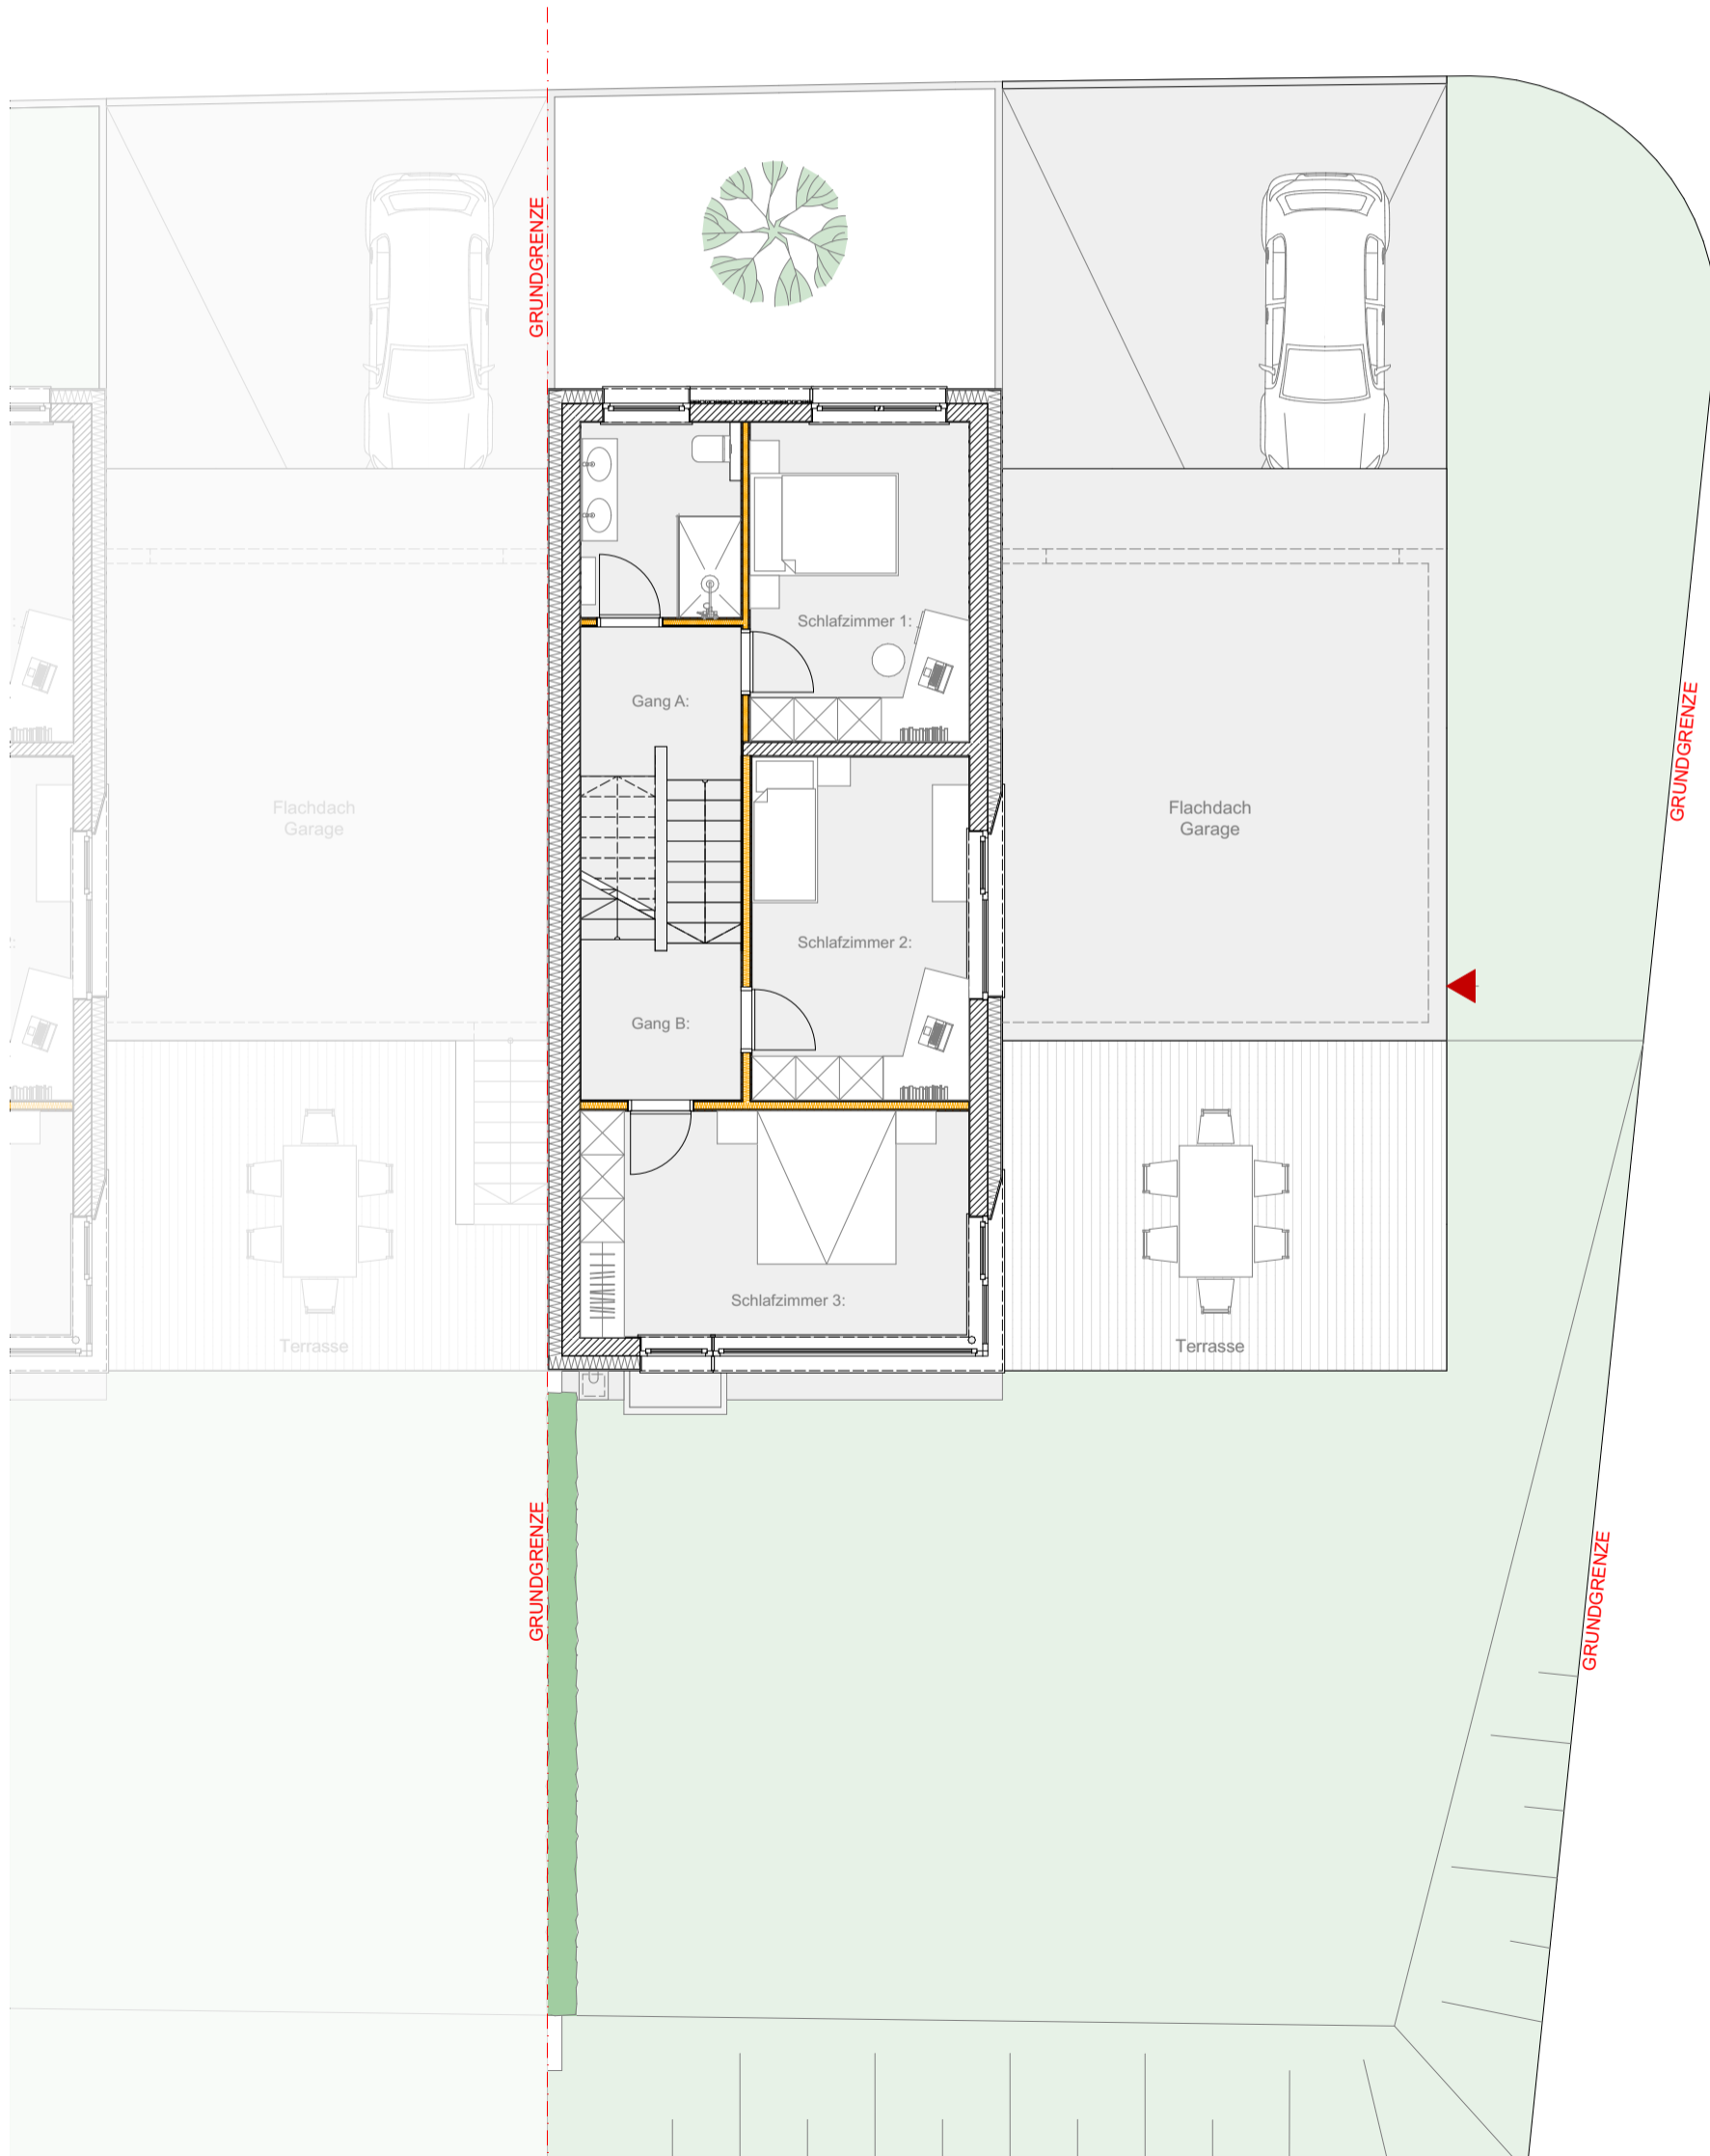 GRUNDGRENZE
Schlafzimmer 1:
Gang A:
GRUNDGRENZE
Flachdach
Garage
Flachdach
Garage
Schlafzimmer 2:
Gang B:
Schlafzimmer 3:
Terrasse
Terrasse
GRUNDGRENZE
GRUNDGRENZE